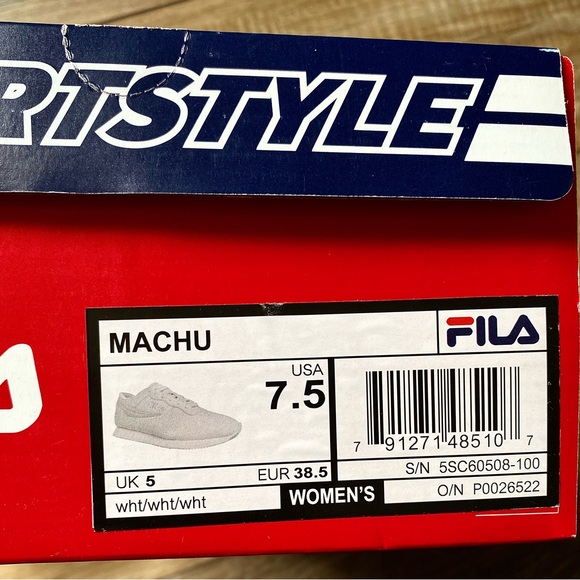 RTSTYLE
MACHU
FILA
USA
7.5
UK 5
EUR 38.5
7 91271 48510 7
S/N 5SC60508-100
wht/wht/wht
WOMEN'S
O/N P0026522
A